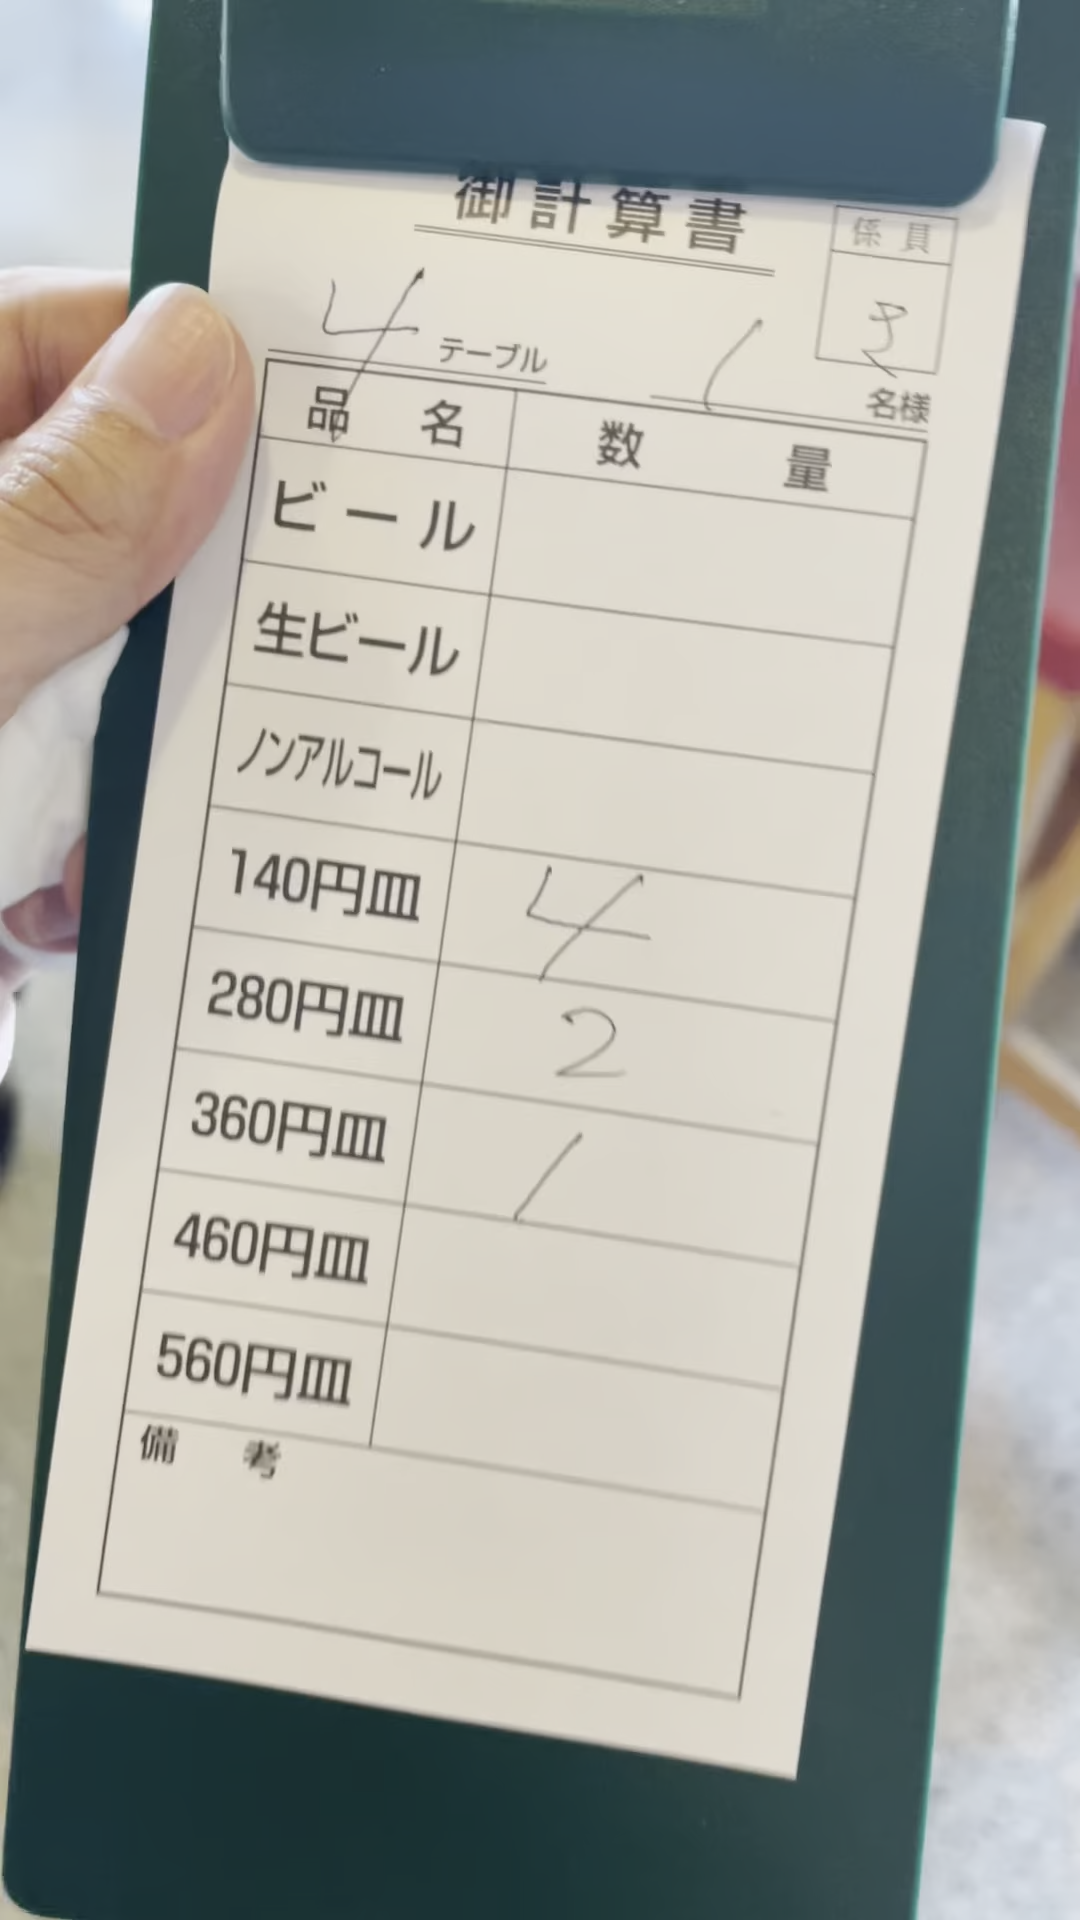 御計算書
係員
3
4 テーブル 1 名様
品名 数量
ビール
生ビール
ノンアルコール
140円皿 4
280円皿 2
360円皿 1
460円皿
560円皿
備考